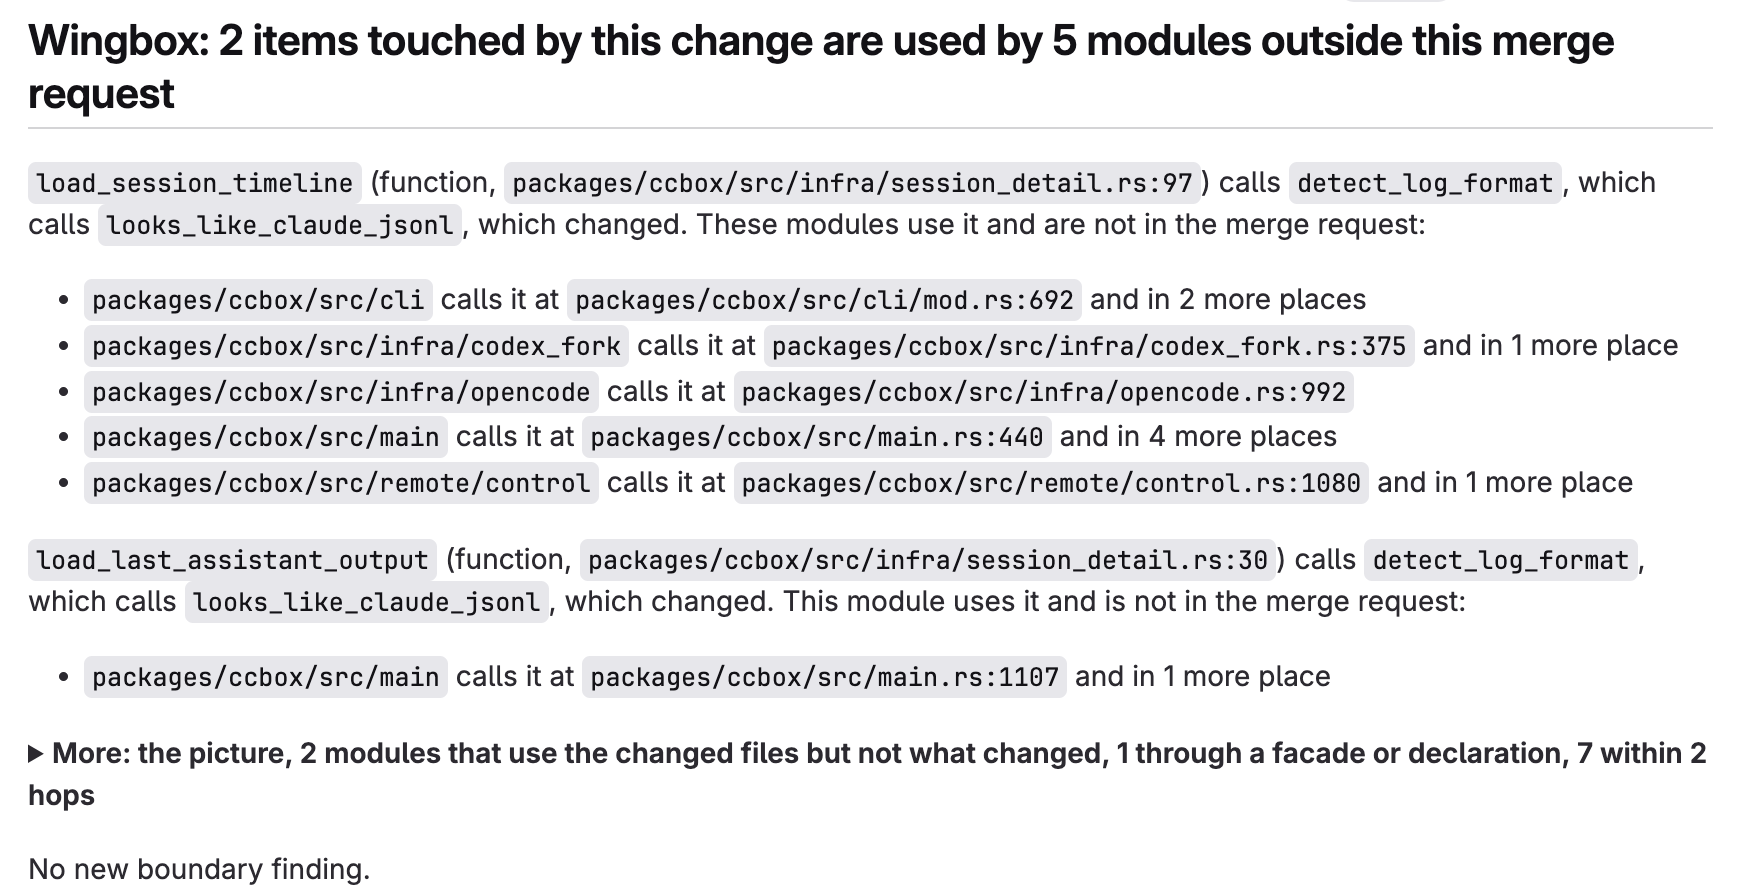 Wingbox: 2 items touched by this change are used by 5 modules outside this merge
request
load_session_timeline (function, packages/ccbox/src/infra/session_detail.rs:97) calls detect_log_format, which
calls looks_like_claude_jsonl, which changed. These modules use it and are not in the merge request:
• packages/ccbox/src/cli calls it at packages/ccbox/src/cli/mod.rs:692 and in 2 more places
• packages/ccbox/src/infra/codex_fork calls it at packages/ccbox/src/infra/codex_fork.rs:375 and in 1 more place
• packages/ccbox/src/infra/opencode calls it at packages/ccbox/src/infra/opencode.rs:992
• packages/ccbox/src/main calls it at packages/ccbox/src/main.rs:440 and in 4 more places
• packages/ccbox/src/remote/control calls it at packages/ccbox/src/remote/control.rs:1080 and in 1 more place
load_last_assistant_output (function, packages/ccbox/src/infra/session_detail.rs:30) calls detect_log_format,
which calls looks_like_claude_jsonl, which changed. This module uses it and is not in the merge request:
• packages/ccbox/src/main calls it at packages/ccbox/src/main.rs:1107 and in 1 more place
▶ More: the picture, 2 modules that use the changed files but not what changed, 1 through a facade or declaration, 7 within 2
hops
No new boundary finding.